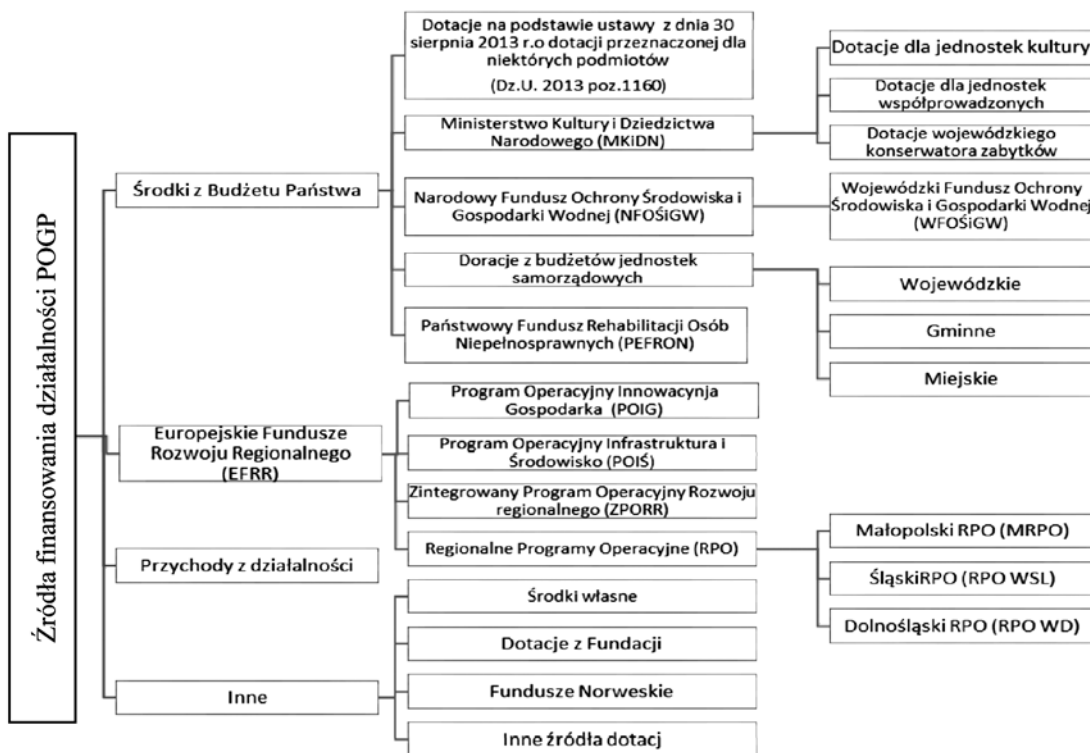 Źródła finansowania działalności POGP
Środki z Budżetu Państwa
Dotacje na podstawie ustawy z dnia 30
sierpnia 2013 r.o dotacji przeznaczonej dla
niektórych podmiotów
(Dz.U. 2013 poz.1160)
Ministerstwo Kultury i Dziedzictwa
Narodowego (MKiDN)
Dotacje dla jednostek kultury
Dotacje dla jednostek
współprowadzonych
Dotacje wojewódzkiego
konserwatora zabytków
Narodowy Fundusz Ochrony Środowiska i
Gospodarki Wodnej (NFOŚiGW)
Wojewódzki Fundusz Ochrony
Środowiska i Gospodarki Wodnej
(WFOŚiGW)
Doracje z budżetów jednostek
samorządowych
Wojewódzkie
Gminne
Miejskie
Państwowy Fundusz Rehabilitacji Osób
Niepełnosprawnych (PEFRON)
Europejskie Fundusze
Rozwoju Regionalnego
(EFRR)
Program Operacyjny Innowacynja
Gospodarka (POIG)
Program Operacyjny Infrastruktura i
Środowisko (POIŚ)
Zintegrowany Program Operacyjny Rozwoju
regionalnego (ZPORR)
Regionalne Programy Operacyjne (RPO)
Małopolski RPO (MRPO)
ŚląskiRPO (RPO WSL)
Dolnośląski RPO (RPO WD)
Przychody z działalności
Inne
Środki własne
Dotacje z Fundacji
Fundusze Norweskie
Inne źródła dotacj